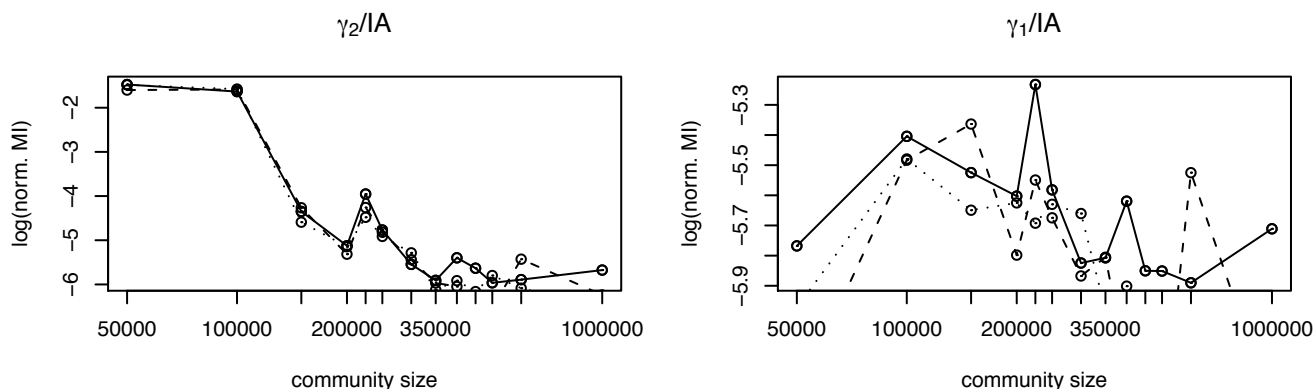 γ₂/IA
log(norm. MI)
−2
−3
−4
−5
−6
50000 100000 200000 350000 1000000
community size
γ₁/IA
log(norm. MI)
−5.3
−5.5
−5.7
−5.9
50000 100000 200000 350000 1000000
community size